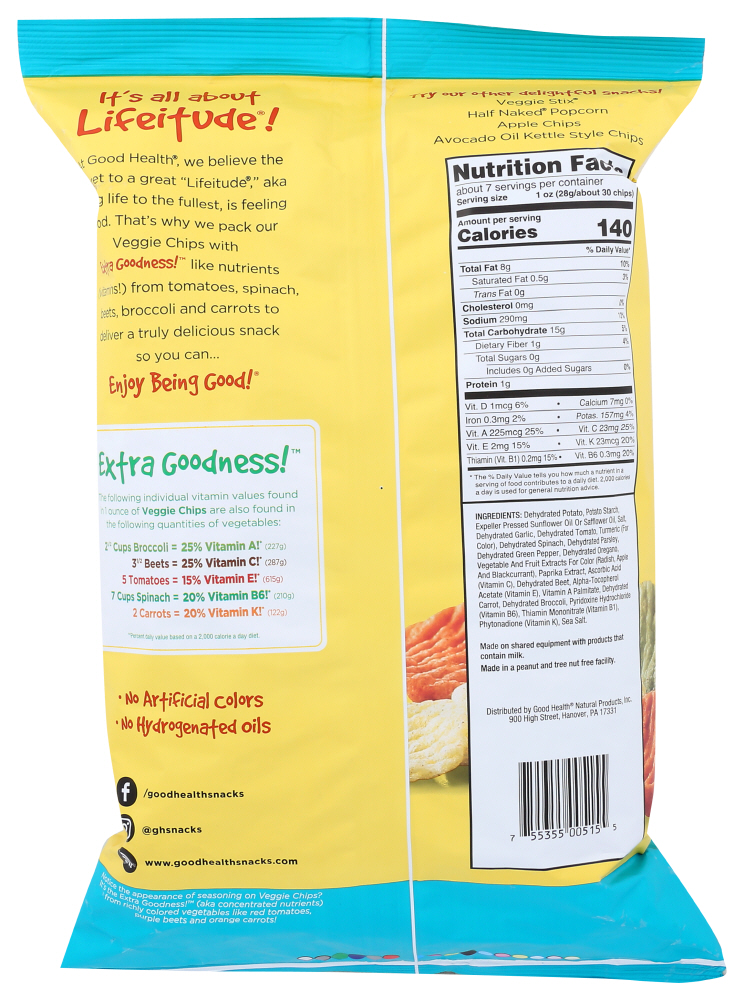 It's all about
Lifeitude®!
Good Health®, we believe the
to a great "Lifeitude®," aka
life to the fullest, is feeling
That's why we pack our
Veggie Chips with
Goodness!™ like nutrients
from tomatoes, spinach,
beets, broccoli and carrots to
deliver a truly delicious snack
so you can...
Enjoy Being Good!®
Extra Goodness!™
The following individual vitamin values found
in 1 ounce of Veggie Chips are also found in
the following quantities of vegetables:
Cups Broccoli = 25% Vitamin A!* (227g)
3 1/2 Beets = 25% Vitamin C!* (287g)
5 Tomatoes = 15% Vitamin E!* (615g)
7 Cups Spinach = 20% Vitamin B6!* (210g)
2 Carrots = 20% Vitamin K!* (122g)
*Percent daily value based on a 2,000 calorie a day diet.
• No Artificial Colors
• No Hydrogenated oils
/goodhealthsnacks
@ghsnacks
www.goodhealthsnacks.com
Notice the appearance of seasoning on Veggie Chips?
It's the Extra Goodness!™ (aka concentrated nutrients)
from richly colored vegetables like red tomatoes,
purple beets and orange carrots!
Try our other delightful snacks!
Veggie Stix®
Half Naked® Popcorn
Apple Chips
Avocado Oil Kettle Style Chips
Nutrition
about 7 servings per container
Serving size 1 oz (28g/about 30 chips)
Amount per serving
Calories 140
% Daily Value*
Total Fat 8g 10%
Saturated Fat 0.5g
Trans Fat 0g
Cholesterol 0mg
Sodium 290mg
Total Carbohydrate 15g
Dietary Fiber 1g
Total Sugars 0g
Includes 0g Added Sugars 0%
Protein 1g
Vit. D 1mcg 6% • Calcium 7mg 0%
Iron 0.3mg 2% • Potas. 157mg 4%
Vit. A 225mcg 25% • Vit. C 23mg 25%
Vit. E 2mg 15% • Vit. K 23mcg 20%
Thiamin (Vit. B1) 0.2mg 15% • Vit. B6 0.3mg 20%
* The % Daily Value tells you how much a nutrient in a
serving of food contributes to a daily diet. 2,000 calories
a day is used for general nutrition advice.
INGREDIENTS: Dehydrated Potato, Potato Starch,
Expeller Pressed Sunflower Oil Or Safflower Oil, Salt,
Dehydrated Garlic, Dehydrated Tomato, Turmeric (For
Color), Dehydrated Spinach, Dehydrated Parsley,
Dehydrated Green Pepper, Dehydrated Oregano,
Vegetable And Fruit Extracts For Color (Radish, Apple
And Blackcurrant), Paprika Extract, Ascorbic Acid
(Vitamin C), Dehydrated Beet, Alpha-Tocopherol
Acetate (Vitamin E), Vitamin A Palmitate, Dehydrated
Carrot, Dehydrated Broccoli, Pyridoxine Hydrochloride
(Vitamin B6), Thiamin Mononitrate (Vitamin B1),
Phytonadione (Vitamin K), Sea Salt.
Made on shared equipment with products that
contain milk.
Made in a peanut and tree nut free facility.
Distributed by Good Health® Natural Products, Inc.
900 High Street, Hanover, PA 17331
7 55355 00515 5